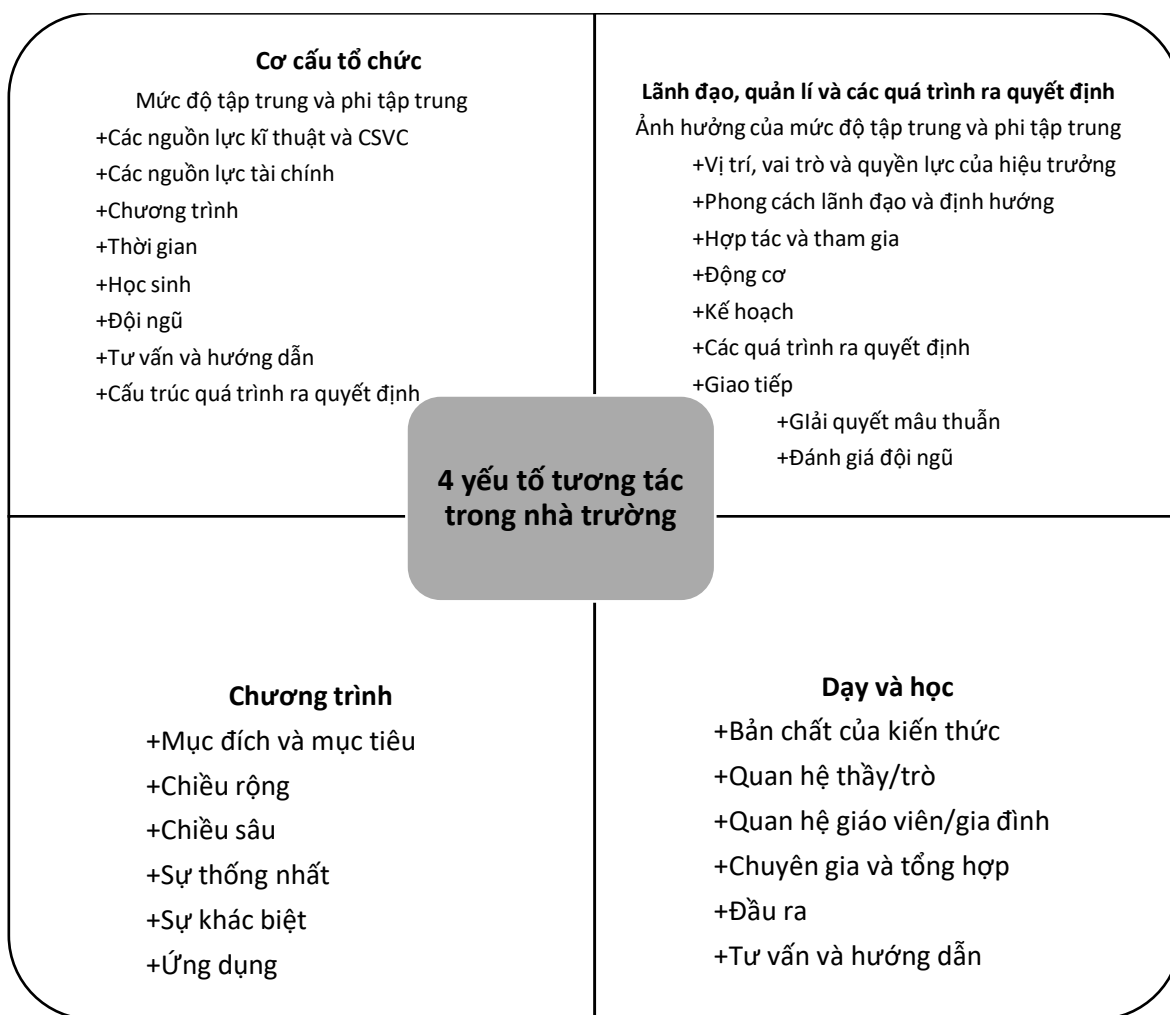 Cơ cấu tổ chức
Mức độ tập trung và phi tập trung
+Các nguồn lực kĩ thuật và CSVC
+Các nguồn lực tài chính
+Chương trình
+Thời gian
+Học sinh
+Đội ngũ
+Tư vấn và hướng dẫn
+Cấu trúc quá trình ra quyết định
Lãnh đạo, quản lí và các quá trình ra quyết định
Ảnh hưởng của mức độ tập trung và phi tập trung
+Vị trí, vai trò và quyền lực của hiệu trưởng
+Phong cách lãnh đạo và định hướng
+Hợp tác và tham gia
+Động cơ
+Kế hoạch
+Các quá trình ra quyết định
+Giao tiếp
+GIải quyết mâu thuẫn
+Đánh giá đội ngũ
4 yếu tố tương tác
trong nhà trường
Chương trình
+Mục đích và mục tiêu
+Chiều rộng
+Chiều sâu
+Sự thống nhất
+Sự khác biệt
+Ứng dụng
Dạy và học
+Bản chất của kiến thức
+Quan hệ thầy/trò
+Quan hệ giáo viên/gia đình
+Chuyên gia và tổng hợp
+Đầu ra
+Tư vấn và hướng dẫn